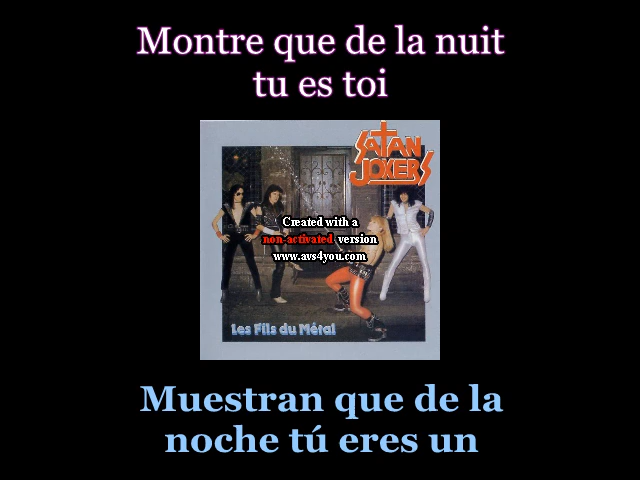 Montre que de la nuit
tu es toi
SATAN
JOKERS
Created with a
non-activated version
www.avs4you.com
Les Fils du Métal
Muestran que de la
noche tú eres un